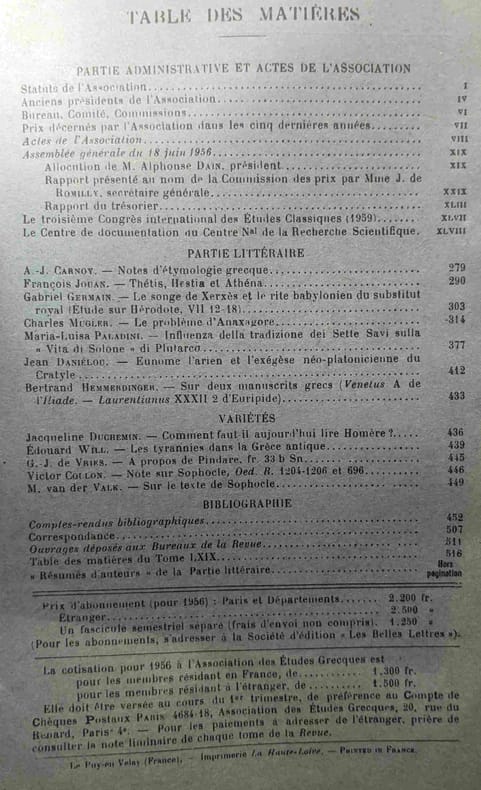 TABLE DES MATIÈRES
PARTIE ADMINISTRATIVE ET ACTES DE L'ASSOCIATION
Statuts de l'Association ........ I
Anciens présidents de l'Association ........ IV
Bureau, Comité, Commissions ........ VI
Prix décernés par l'Association dans les cinq dernières années ........ VII
Actes de l'Association ........ VIII
Assemblée générale du 18 juin 1956 ........ XIX
Allocution de M. Alphonse DAIN, président ........ XIX
Rapport présenté au nom de la Commission des prix par Mme J. de
ROMILLY, secrétaire générale ........ XXIX
Rapport du trésorier ........ XLIII
Le troisième Congrès international des Études Classiques (1959) ........ XLVII
Le Centre de documentation du Centre Nal de la Recherche Scientifique. XLVIII
PARTIE LITTÉRAIRE
A.-J. CARNOY. — Notes d'étymologie grecque ........ 279
François JOUAN. — Thétis, Hestia et Athéna ........ 290
Gabriel GERMAIN. — Le songe de Xerxès et le rite babylonien du substitut
royal (Etude sur Hérodote, VII 12-18) ........ 303
Charles MUGLER. — Le problème d'Anaxagore ........ 314
Maria-Luisa PALADINI. — Influenza della tradizione dei Sette Savi sulla
« Vita di Solone » di Plutarco ........ 377
Jean DANIÉLOU. — Eunome l'arien et l'exégèse néo-platonicienne du
Cratyle ........ 412
Bertrand HEMMERDINGER. — Sur deux manuscrits grecs (Venetus A de
l'Iliade. — Laurentianus XXXII 2 d'Euripide) ........ 433
VARIÉTÉS
Jacqueline DUCHEMIN. — Comment faut-il aujourd'hui lire Homère ? ..... 436
Édouard WILL. — Les tyrannies dans la Grèce antique ........ 439
G.-J. de VRIES. — A propos de Pindare, fr. 33 b Sn ........ 445
Victor COULON. — Note sur Sophocle, Oed. R. 1204-1206 et 696 ........ 446
M. van der VALK. — Sur le texte de Sophocle ........ 449
BIBLIOGRAPHIE
Comptes-rendus bibliographiques ........ 452
Correspondance ........ 507
Ouvrages déposés aux Bureaux de la Revue ........ 511
Table des matières du Tome LXIX ........ 516
« Résumés d'auteurs » de la Partie littéraire ........ Hors pagination
Prix d'abonnement (pour 1956) : Paris et Départements ....... 2.200 fr.
Étranger ........ 2.500 »
Un fascicule semestriel séparé (frais d'envoi non compris). 1.250 »
(Pour les abonnements, s'adresser à la Société d'édition « Les Belles Lettres »).
La cotisation pour 1956 à l'Association des Études Grecques est
pour les membres résidant en France, de ........ 1.300 fr.
pour les membres résidant à l'étranger, de ........ 1.500 fr.
Elle doit être versée au cours du 1er trimestre, de préférence au Compte de
Chèques Postaux PARIS 4684-18, Association des Études Grecques, 20, rue du
Renard, Paris 4e. — Pour les paiements à adresser de l'étranger, prière de
consulter la note liminaire de chaque tome de la Revue.
Le Puy-en-Velay (France). — Imprimerie La Haute-Loire. — PRINTED IN FRANCE.